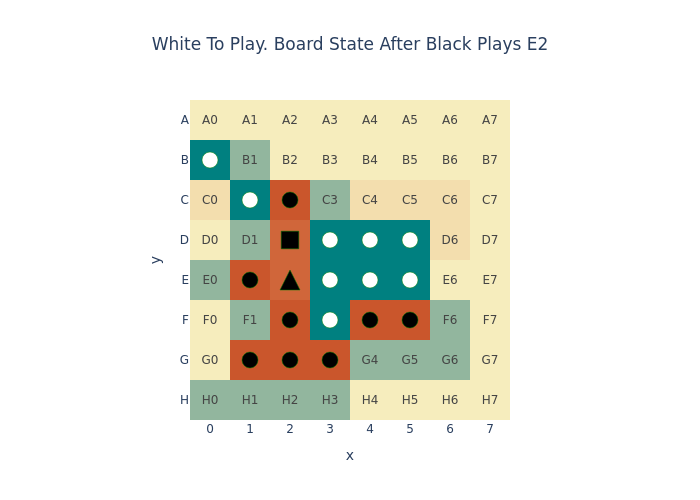 White To Play. Board State After Black Plays E2
A A0 A1 A2 A3 A4 A5 A6 A7
B B1 B2 B3 B4 B5 B6 B7
C C0 C3 C4 C5 C6 C7
D D0 D1 D6 D7
y
E E0 E6 E7
F F0 F1 F6 F7
G G0 G4 G5 G6 G7
H H0 H1 H2 H3 H4 H5 H6 H7
0 1 2 3 4 5 6 7
x